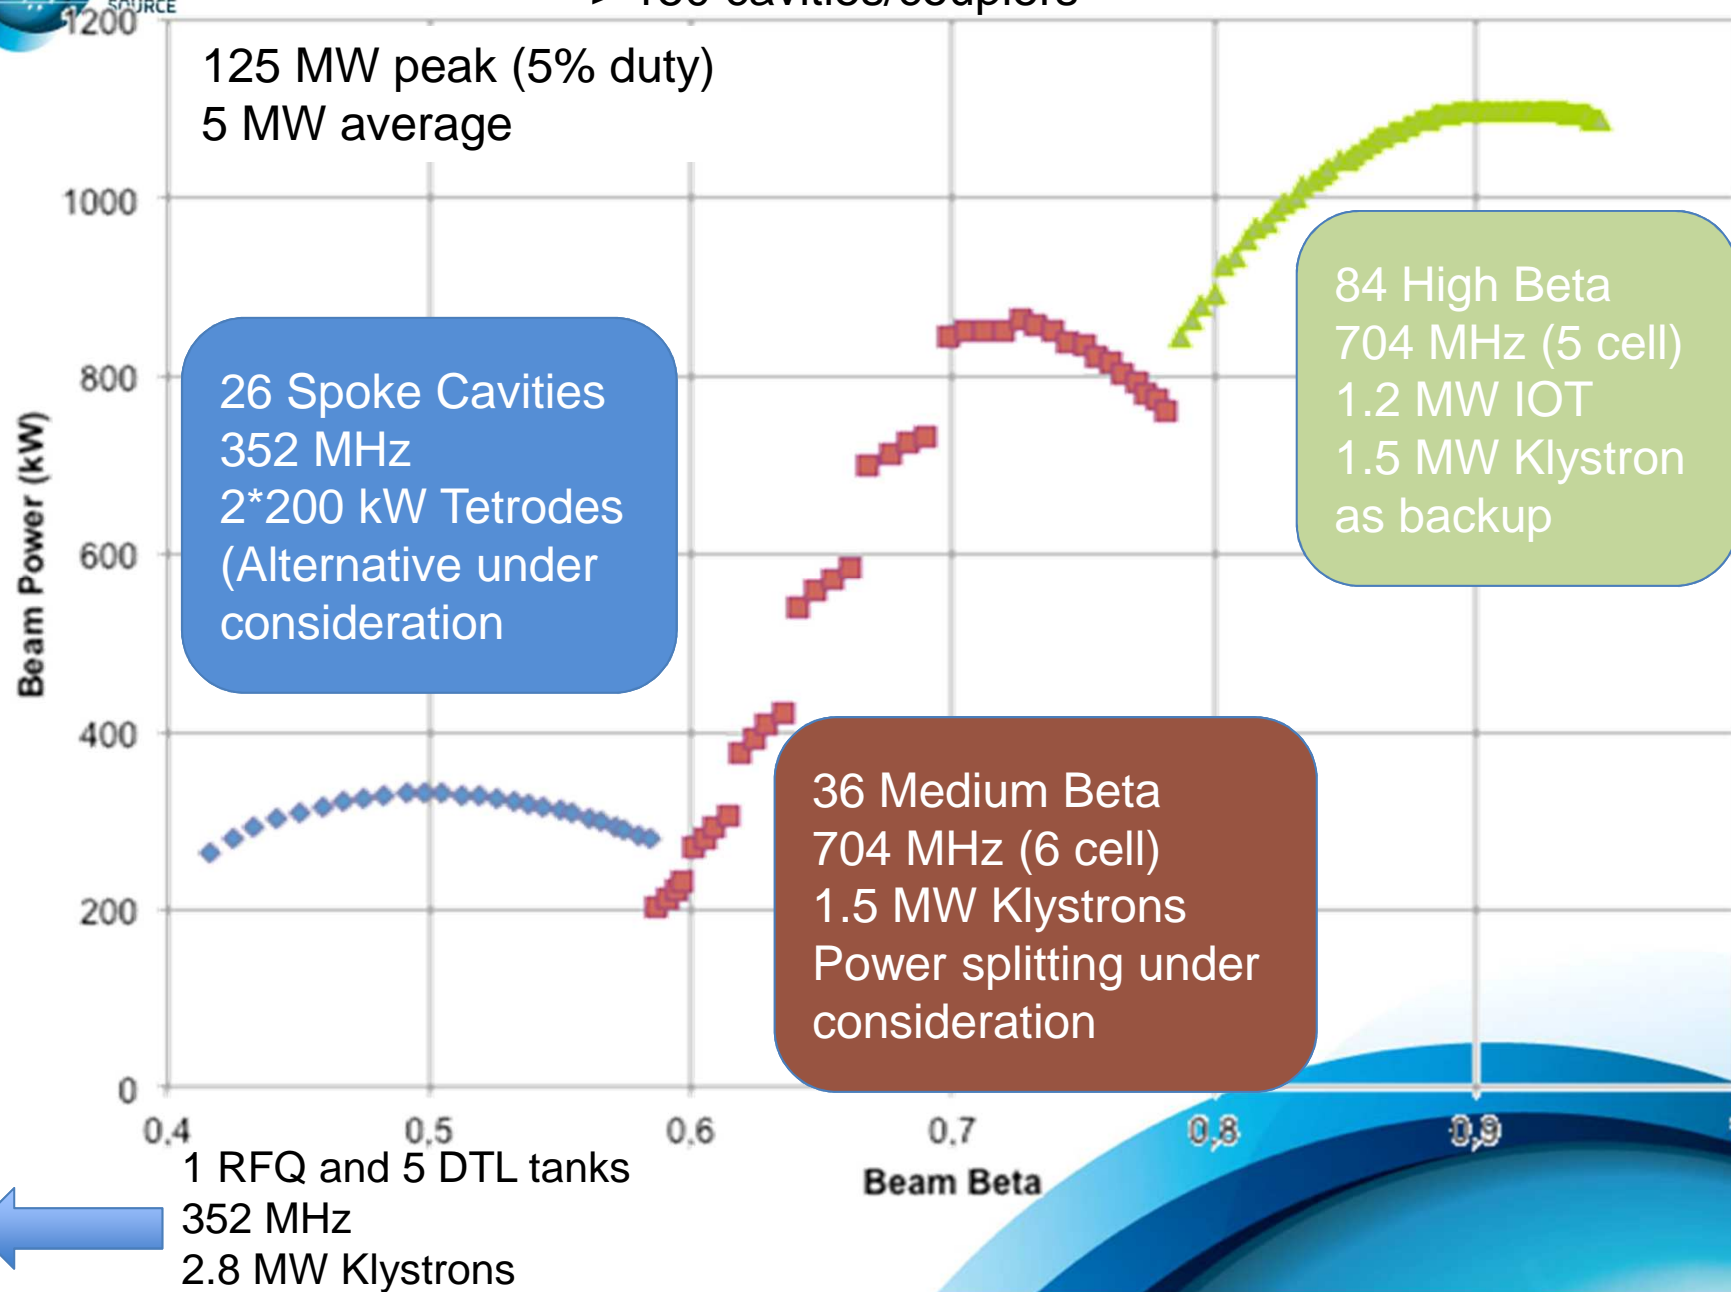 SOURCE
> 150 cavities/couplers
125 MW peak (5% duty)
5 MW average
1200
1000
800
600
400
200
0
Beam Power (kW)
26 Spoke Cavities
352 MHz
2*200 kW Tetrodes
(Alternative under
consideration
84 High Beta
704 MHz (5 cell)
1.2 MW IOT
1.5 MW Klystron
as backup
36 Medium Beta
704 MHz (6 cell)
1.5 MW Klystrons
Power splitting under
consideration
0,4
0,5
0,6
0,7
0,8
0,9
Beam Beta
1 RFQ and 5 DTL tanks
352 MHz
2.8 MW Klystrons